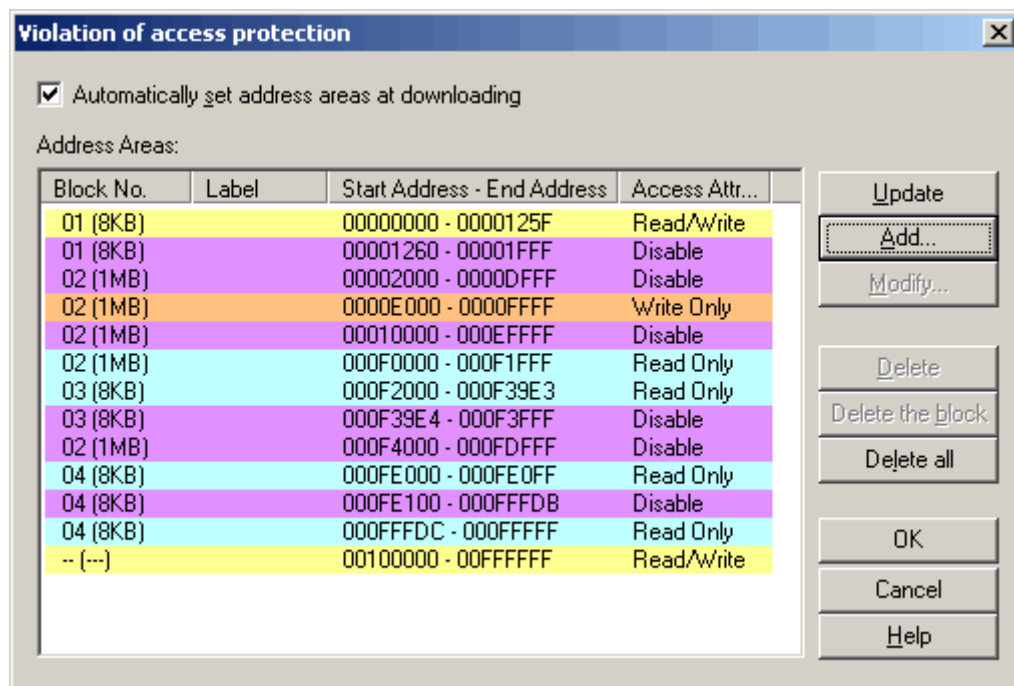 Violation of access protection
Automatically set address areas at downloading
Address Areas:
Block No. Label Start Address - End Address Access Attr...
01 (8KB) 00000000 - 0000125F Read/Write
01 (8KB) 00001260 - 00001FFF Disable
02 (1MB) 00002000 - 0000DFFF Disable
02 (1MB) 0000E000 - 0000FFFF Write Only
02 (1MB) 00010000 - 000EFFFF Disable
02 (1MB) 000F0000 - 000F1FFF Read Only
03 (8KB) 000F2000 - 000F39E3 Read Only
03 (8KB) 000F39E4 - 000F3FFF Disable
02 (1MB) 000F4000 - 000FDFFF Disable
04 (8KB) 000FE000 - 000FE0FF Read Only
04 (8KB) 000FE100 - 000FFFDB Disable
04 (8KB) 000FFFDC - 000FFFFF Read Only
-- (---) 00100000 - 00FFFFFF Read/Write
Update
Add...
Modify...
Delete
Delete the block
Delete all
OK
Cancel
Help